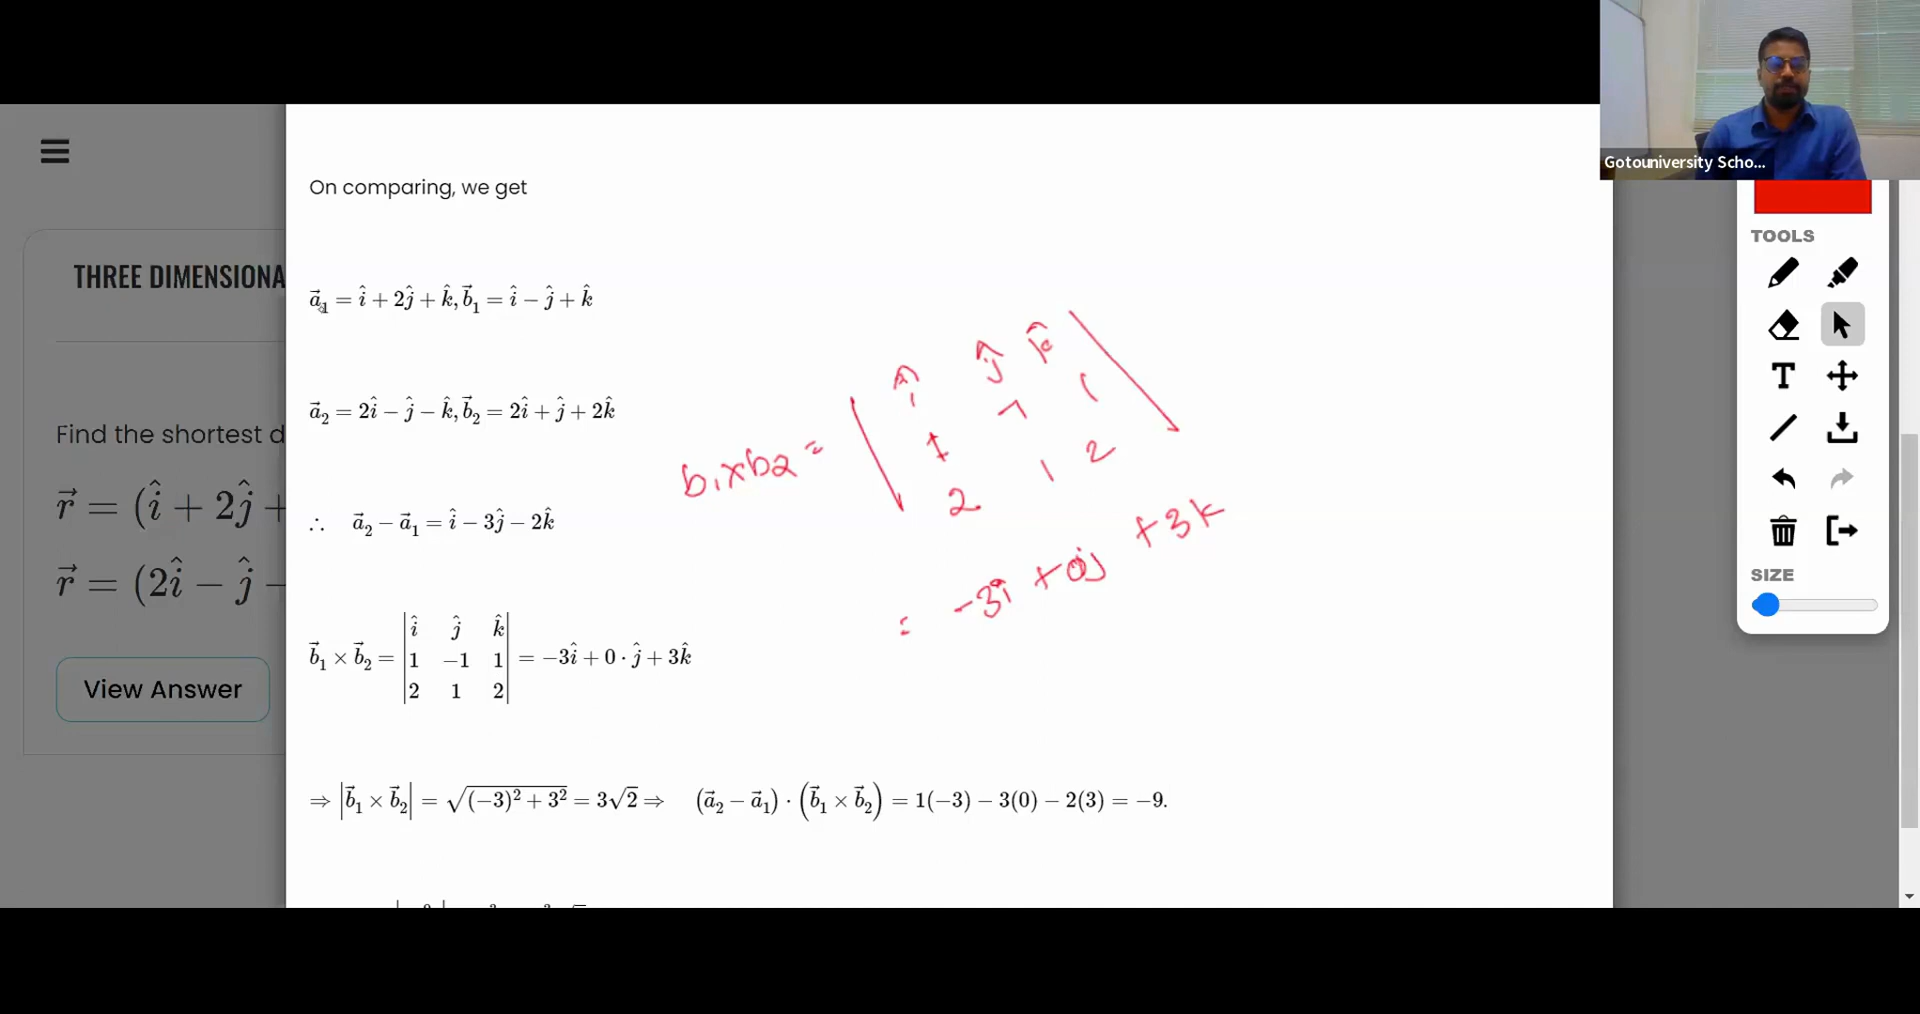 Gotouniversity Scho...
On comparing, we get
THREE DIMENSIONA
TOOLS
T
SIZE
Find the shortest d
r⃗ = (î + 2ĵ +
r⃗ = (2î − ĵ −
View Answer
a⃗₁ = î + 2ĵ + k̂, b⃗₁ = î − ĵ + k̂
a⃗₂ = 2î − ĵ − k̂, b⃗₂ = 2î + ĵ + 2k̂
∴ a⃗₂ − a⃗₁ = î − 3ĵ − 2k̂
b⃗₁ × b⃗₂ = | î ĵ k̂ |
| 1 −1 1 | = −3î + 0 · ĵ + 3k̂
| 2 1 2 |
⇒ |b⃗₁ × b⃗₂| = √((−3)² + 3²) = 3√2 ⇒ (a⃗₂ − a⃗₁) · (b⃗₁ × b⃗₂) = 1(−3) − 3(0) − 2(3) = −9.
b₁xb2 = | î ĵ k̂ |
1 -1 1
2 1 2
= -3i + 0j + 3k